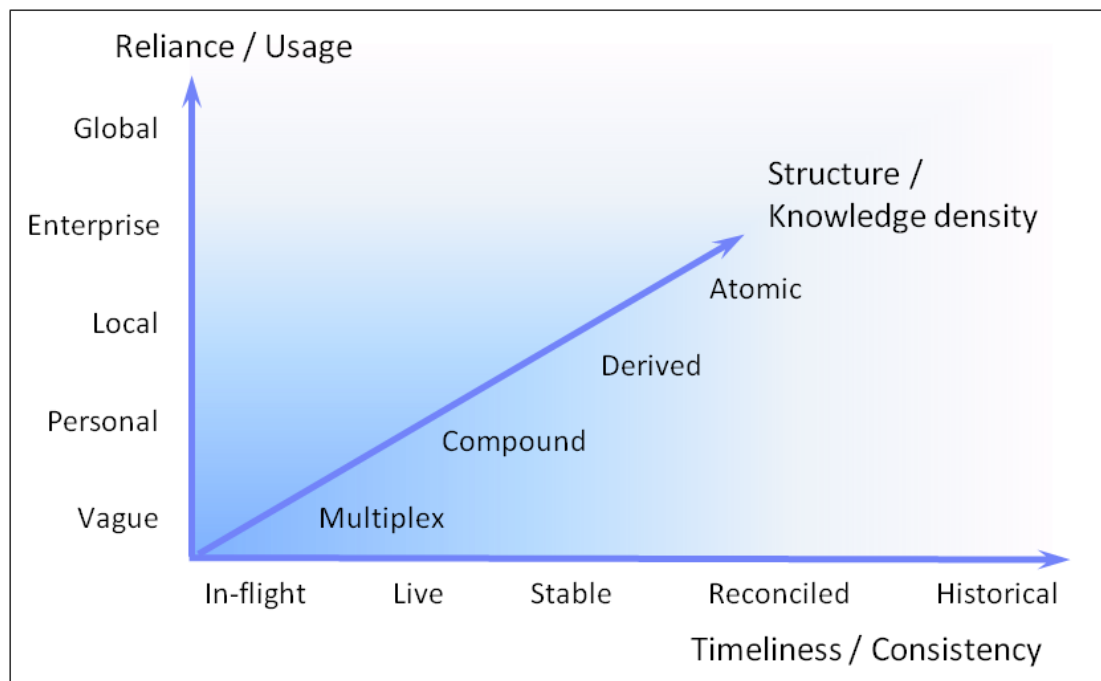 Reliance / Usage
Global
Enterprise
Local
Personal
Vague
Structure /
Knowledge density
Atomic
Derived
Compound
Multiplex
In-flight Live Stable Reconciled Historical
Timeliness / Consistency